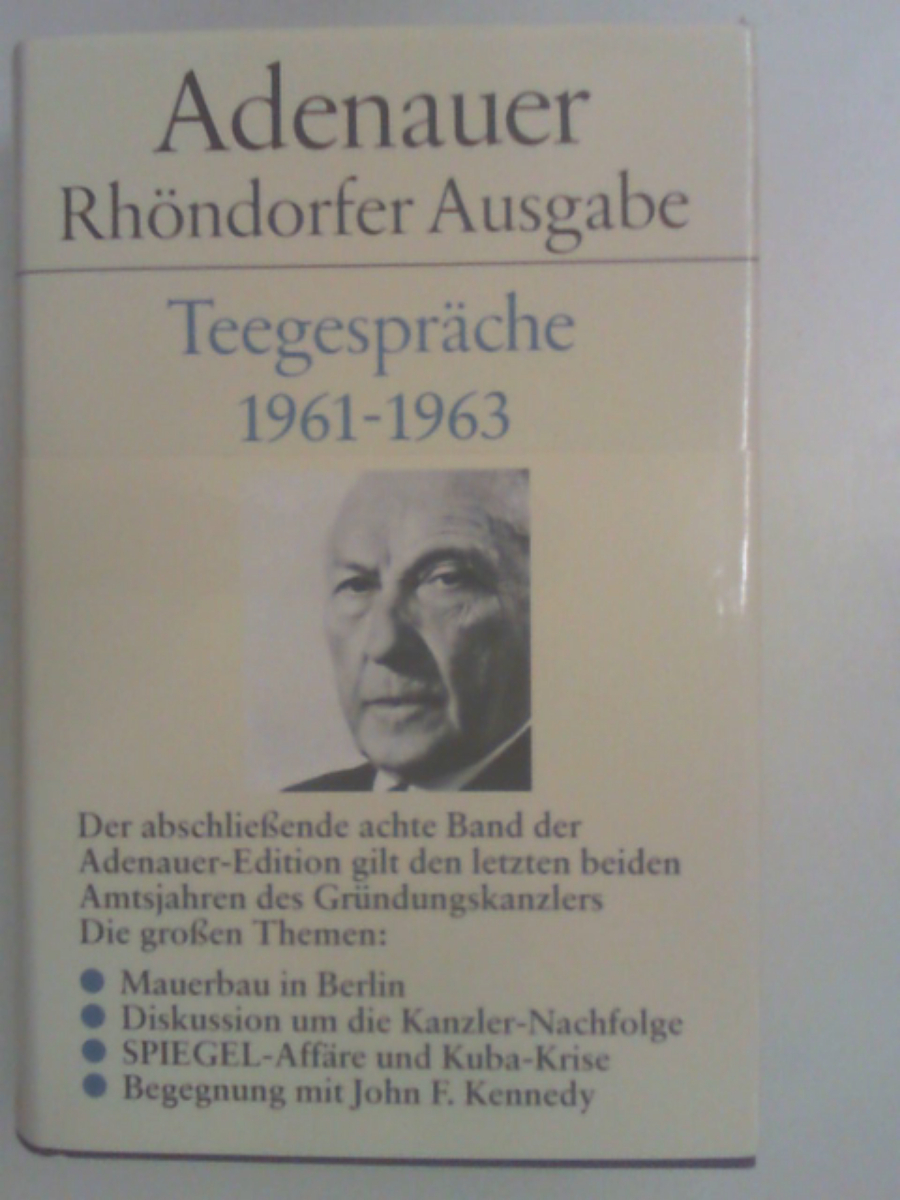 Adenauer
Rhöndorfer Ausgabe
Teegespräche
1961-1963
Der abschließende achte Band der
Adenauer-Edition gilt den letzten beiden
Amtsjahren des Gründungskanzlers
Die großen Themen:
● Mauerbau in Berlin
● Diskussion um die Kanzler-Nachfolge
● SPIEGEL-Affäre und Kuba-Krise
● Begegnung mit John F. Kennedy